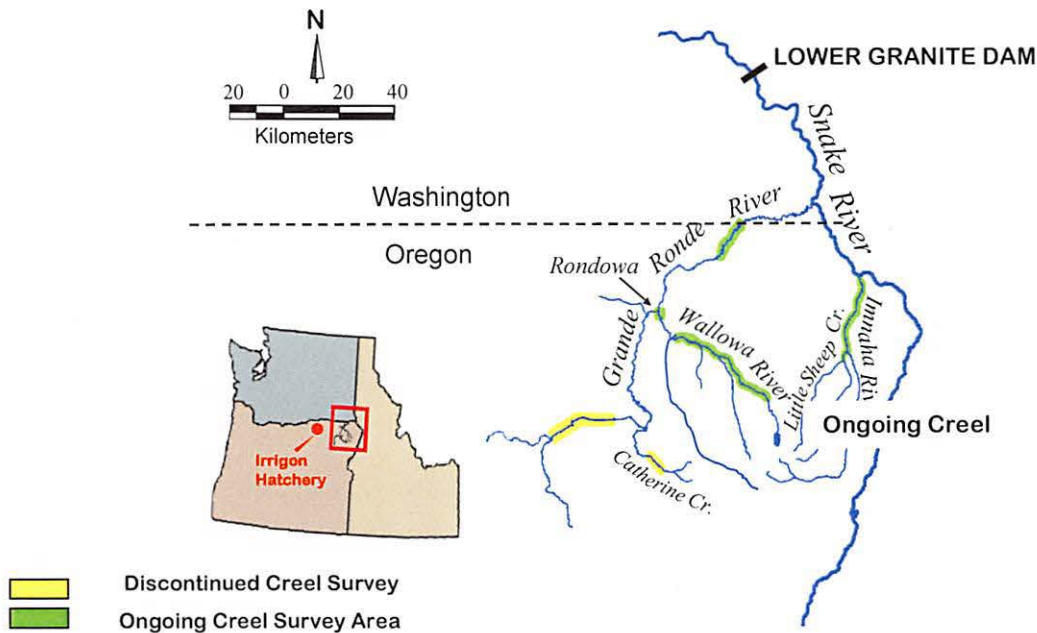 N
20 0 20 40
Kilometers
LOWER GRANITE DAM
Snake River
Washington
Oregon
Grande Ronde River
Rondowa
Wallowa River
Little Sheep Cr.
Imnaha Riv
Ongoing Creel
Catherine Cr.
Irrigon
Hatchery
Discontinued Creel Survey
Ongoing Creel Survey Area